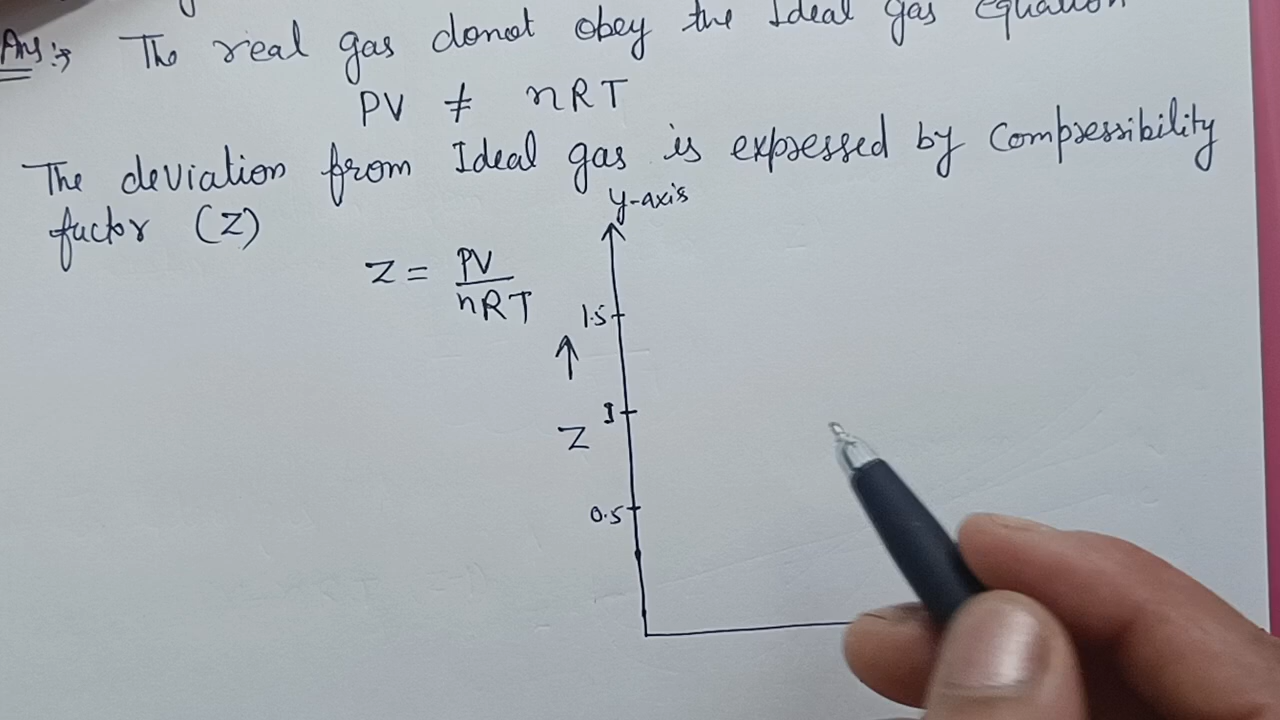 Ans :→ The real gas donot obey the Ideal gas equation
PV ≠ nRT
The deviation from Ideal gas is expressed by Compressibility
factor (Z)
Z = PV/nRT
y-axis
1.5
↑
1
Z
0.5